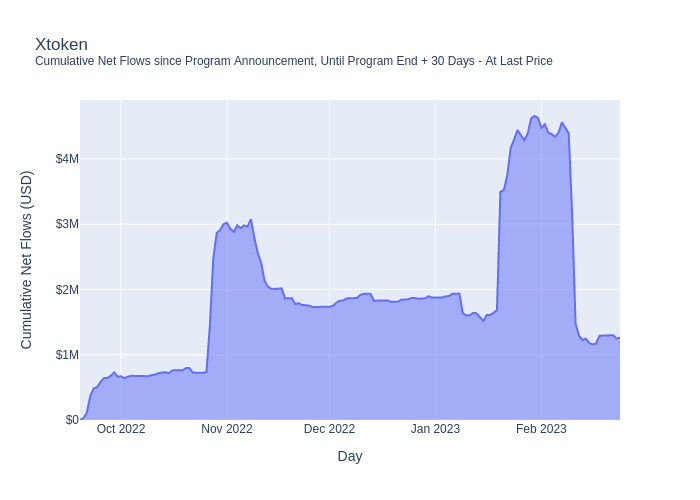 Xtoken
Cumulative Net Flows since Program Announcement, Until Program End + 30 Days - At Last Price
Cumulative Net Flows (USD)
$4M
$3M
$2M
$1M
$0
Oct 2022 Nov 2022 Dec 2022 Jan 2023 Feb 2023
Day